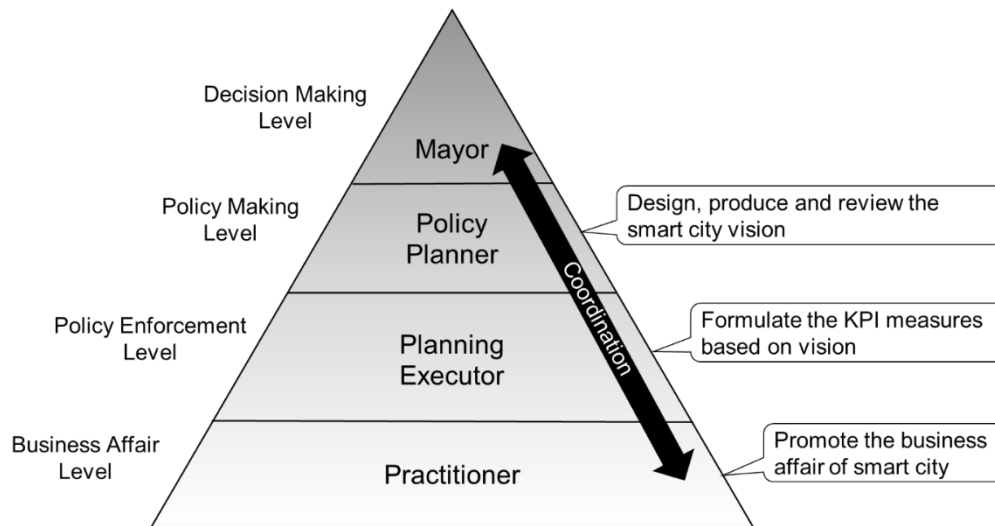 Decision Making
Level
Mayor
Policy Making
Level
Policy
Planner
Design, produce and review the
smart city vision
Coordination
Policy Enforcement
Level
Planning
Executor
Formulate the KPI measures
based on vision
Business Affair
Level
Practitioner
Promote the business
affair of smart city